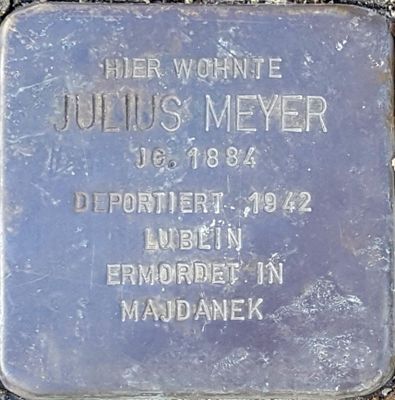 HIER WOHNTE
JULIUS MEYER
JG. 1884
DEPORTIERT 1942
LUBLIN
ERMORDET IN
MAJDANEK